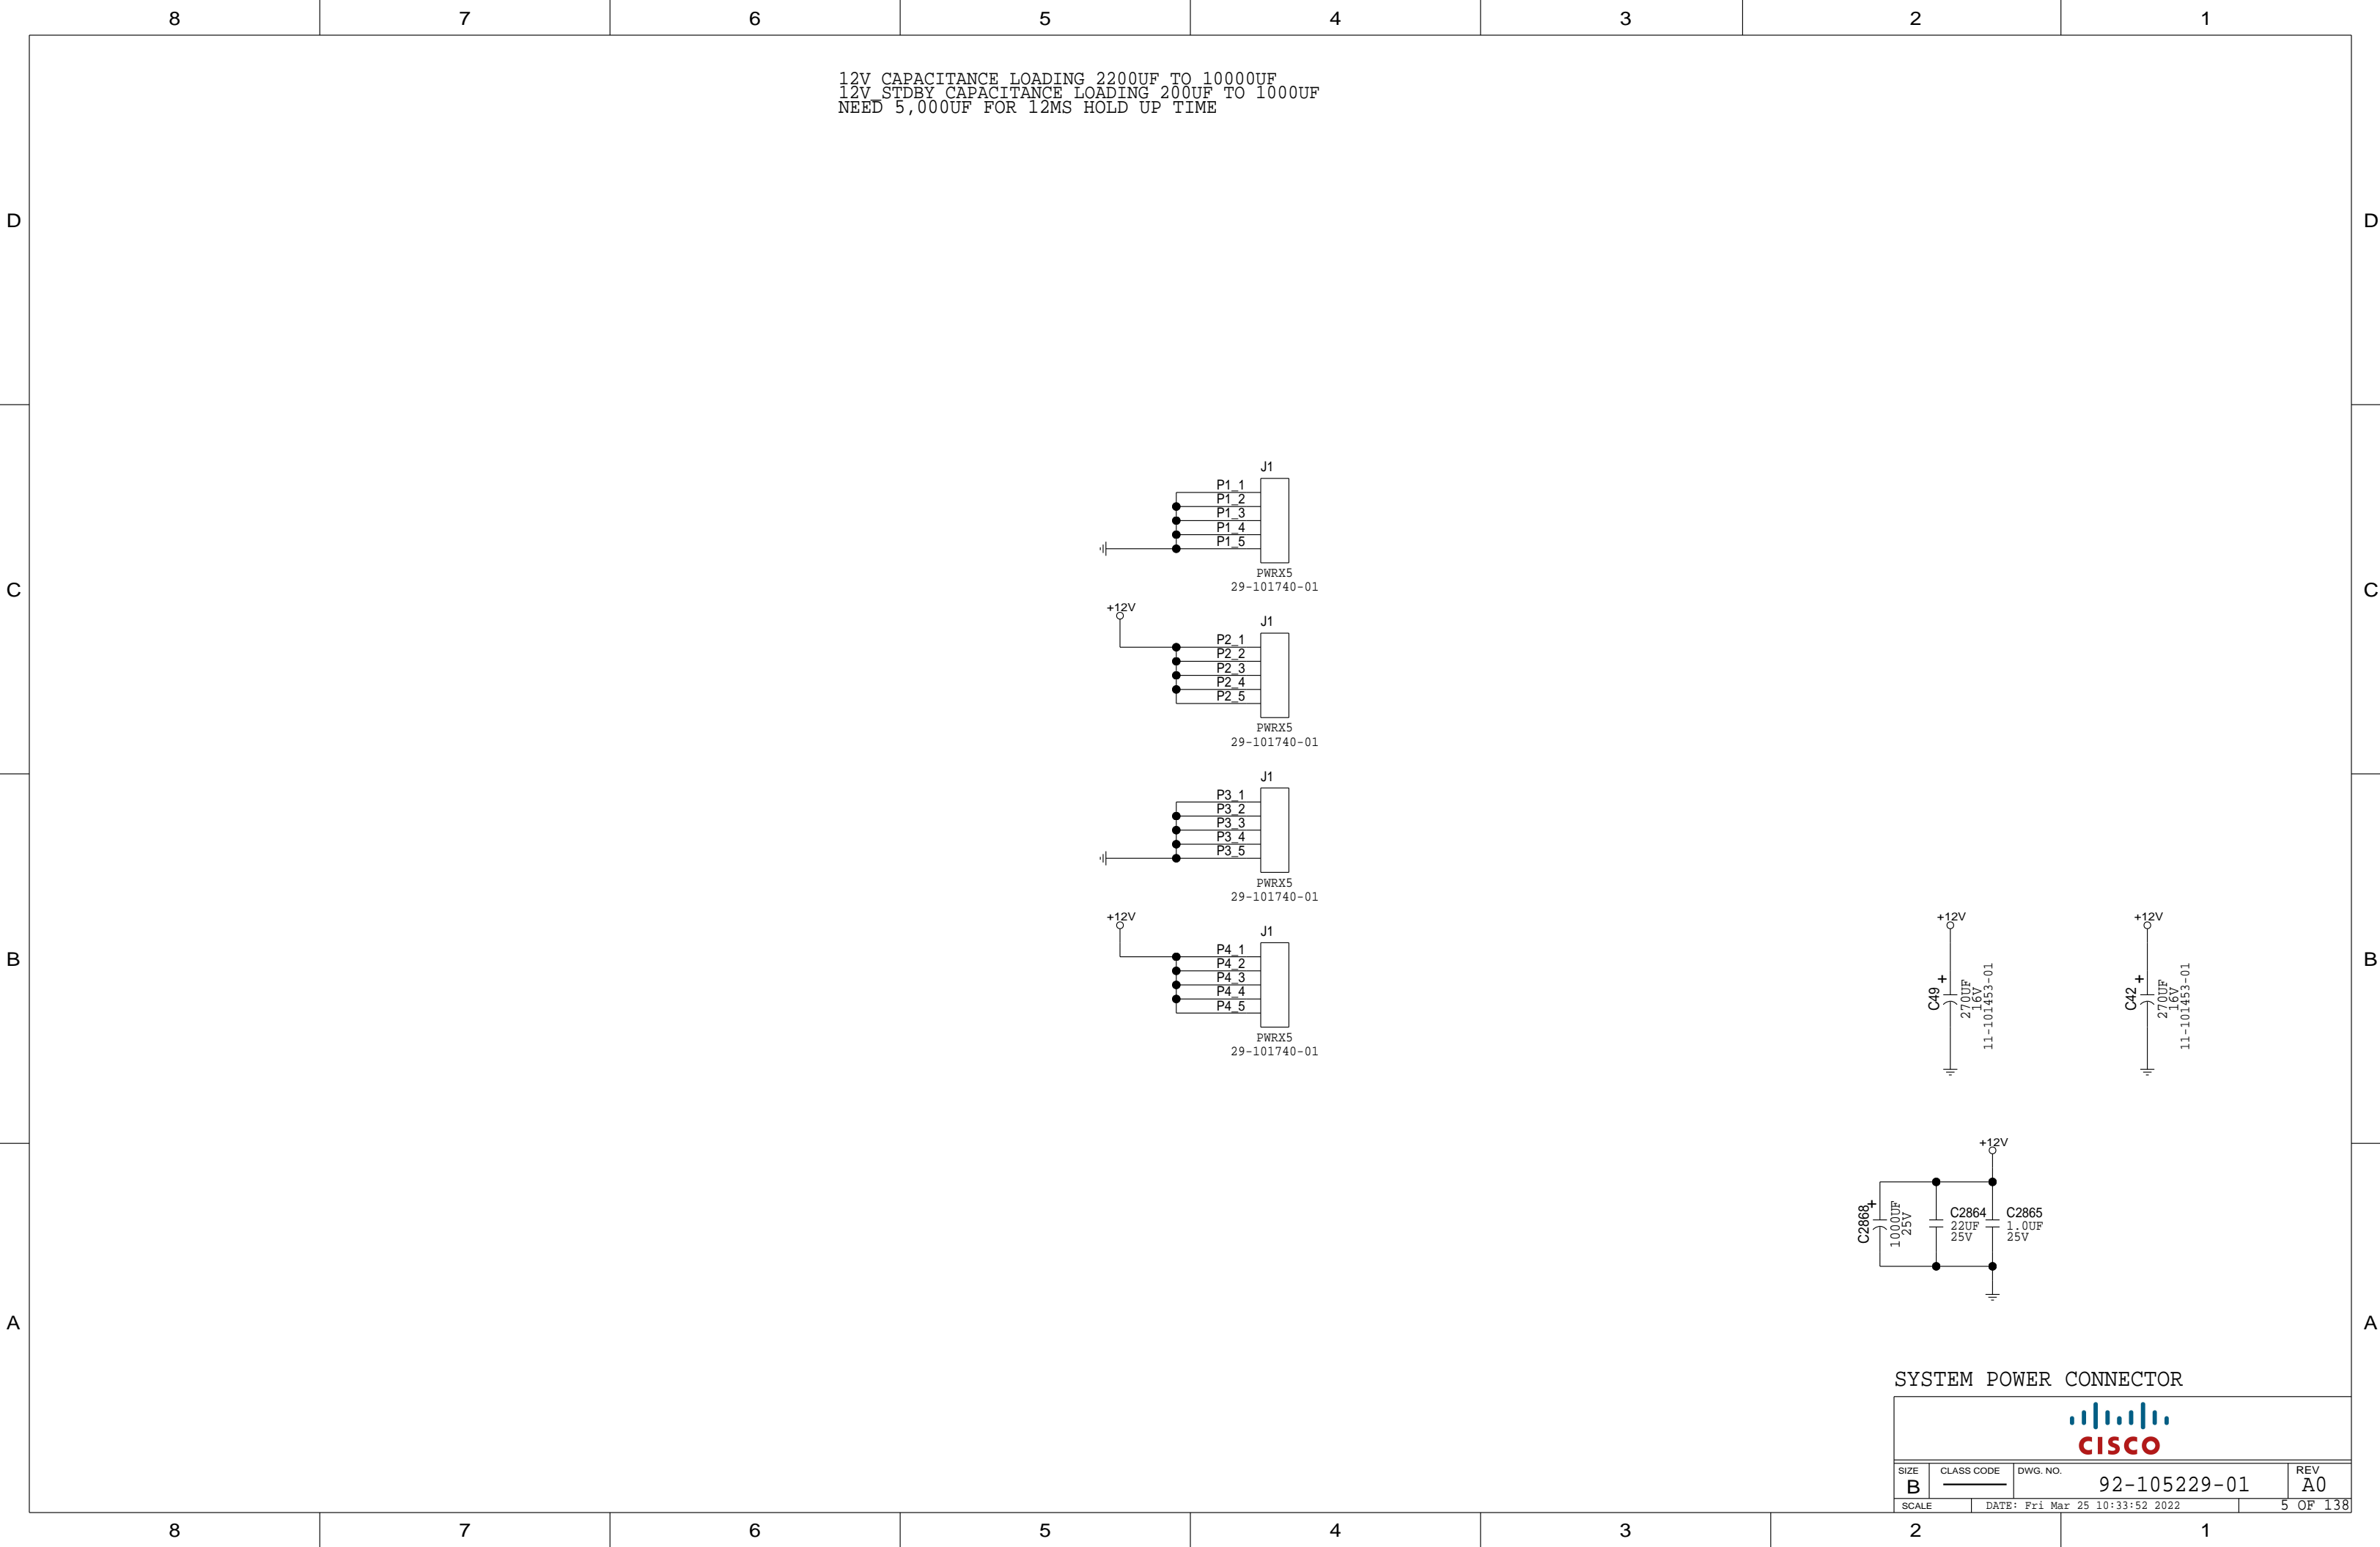 8 7 6 5 4 3 2 1
12V CAPACITANCE LOADING 2200UF TO 10000UF
12V_STDBY CAPACITANCE LOADING 200UF TO 1000UF
NEED 5,000UF FOR 12MS HOLD UP TIME
D D
J1
P1_1
P1_2
P1_3
P1_4
P1_5
PWRX5
29-101740-01
C C
+12V
J1
P2_1
P2_2
P2_3
P2_4
P2_5
PWRX5
29-101740-01
J1
P3_1
P3_2
P3_3
P3_4
P3_5
PWRX5
29-101740-01
+12V
J1
P4_1
P4_2
P4_3
P4_4
P4_5
PWRX5
29-101740-01
B B
+12V
C49
+
270UF
16V
11-101453-01
+12V
C42
+
270UF
16V
11-101453-01
+12V
C2868
+
1000UF
25V
C2864
22UF
25V
C2865
1.0UF
25V
A A
SYSTEM POWER CONNECTOR
CISCO
SIZE
B
CLASS CODE
DWG. NO.
92-105229-01
REV
A0
SCALE
DATE: Fri Mar 25 10:33:52 2022
5 OF 138
8 7 6 5 4 3 2 1